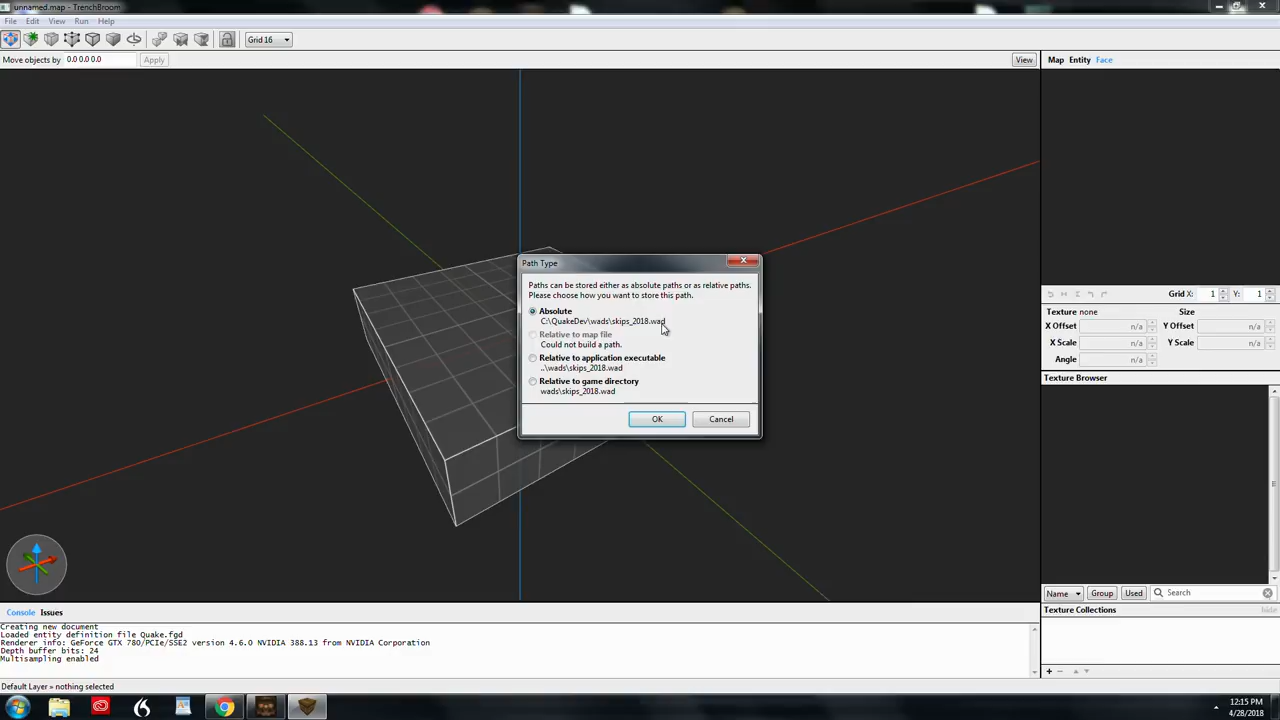 unnamed.map - TrenchBroom
File Edit View Run Help
Grid 16
Move objects by 0.0 0.0 0.0 Apply
View
Map Entity Face
Path Type
Paths can be stored either as absolute paths or as relative paths.
Please choose how you want to store this path.
Absolute
C:\QuakeDev\wads\skips_2018.wad
Relative to map file
Could not build a path.
Relative to application executable
..\wads\skips_2018.wad
Relative to game directory
wads\skips_2018.wad
OK Cancel
Grid X: 1 Y: 1
Texture none Size
X Offset n/a Y Offset n/a
X Scale n/a Y Scale n/a
Angle n/a
Texture Browser
Name Group Used Search
Texture Collections hide
Console Issues
Creating new document
Loaded entity definition file Quake.fgd
Renderer info: GeForce GTX 780/PCIe/SSE2 version 4.6.0 NVIDIA 388.13 from NVIDIA Corporation
Depth buffer bits: 24
Multisampling enabled
Default Layer » nothing selected
12:15 PM
4/28/2018